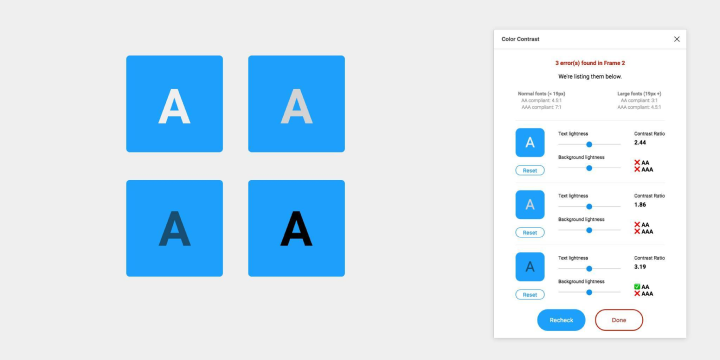 A
A
A
A
Color Contrast
3 error(s) found in Frame 2
We're listing them below.
Normal fonts (< 19px)
AA compliant: 4.5:1
AAA compliant: 7:1
Large fonts (19px +)
AA compliant: 3:1
AAA compliant: 4.5:1
A
Reset
Text lightness
Background lightness
Contrast Ratio
2.44
❌ AA
❌ AAA
A
Reset
Text lightness
Background lightness
Contrast Ratio
1.86
❌ AA
❌ AAA
A
Reset
Text lightness
Background lightness
Contrast Ratio
3.19
✅ AA
❌ AAA
Recheck
Done